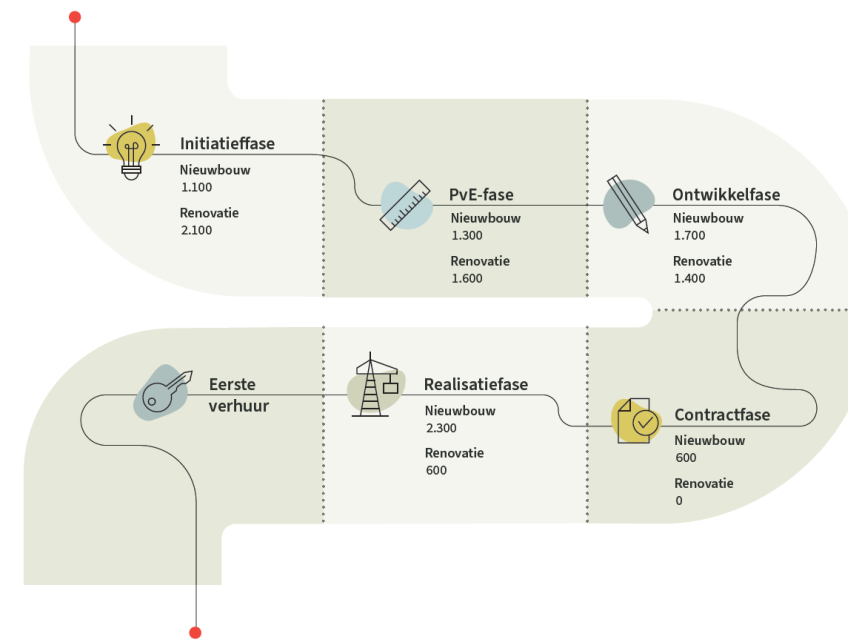 Initiatieffase
Nieuwbouw
1.100
Renovatie
2.100
PvE-fase
Nieuwbouw
1.300
Renovatie
1.600
Ontwikkelfase
Nieuwbouw
1.700
Renovatie
1.400
Contractfase
Nieuwbouw
600
Renovatie
0
Realisatiefase
Nieuwbouw
2.300
Renovatie
600
Eerste
verhuur